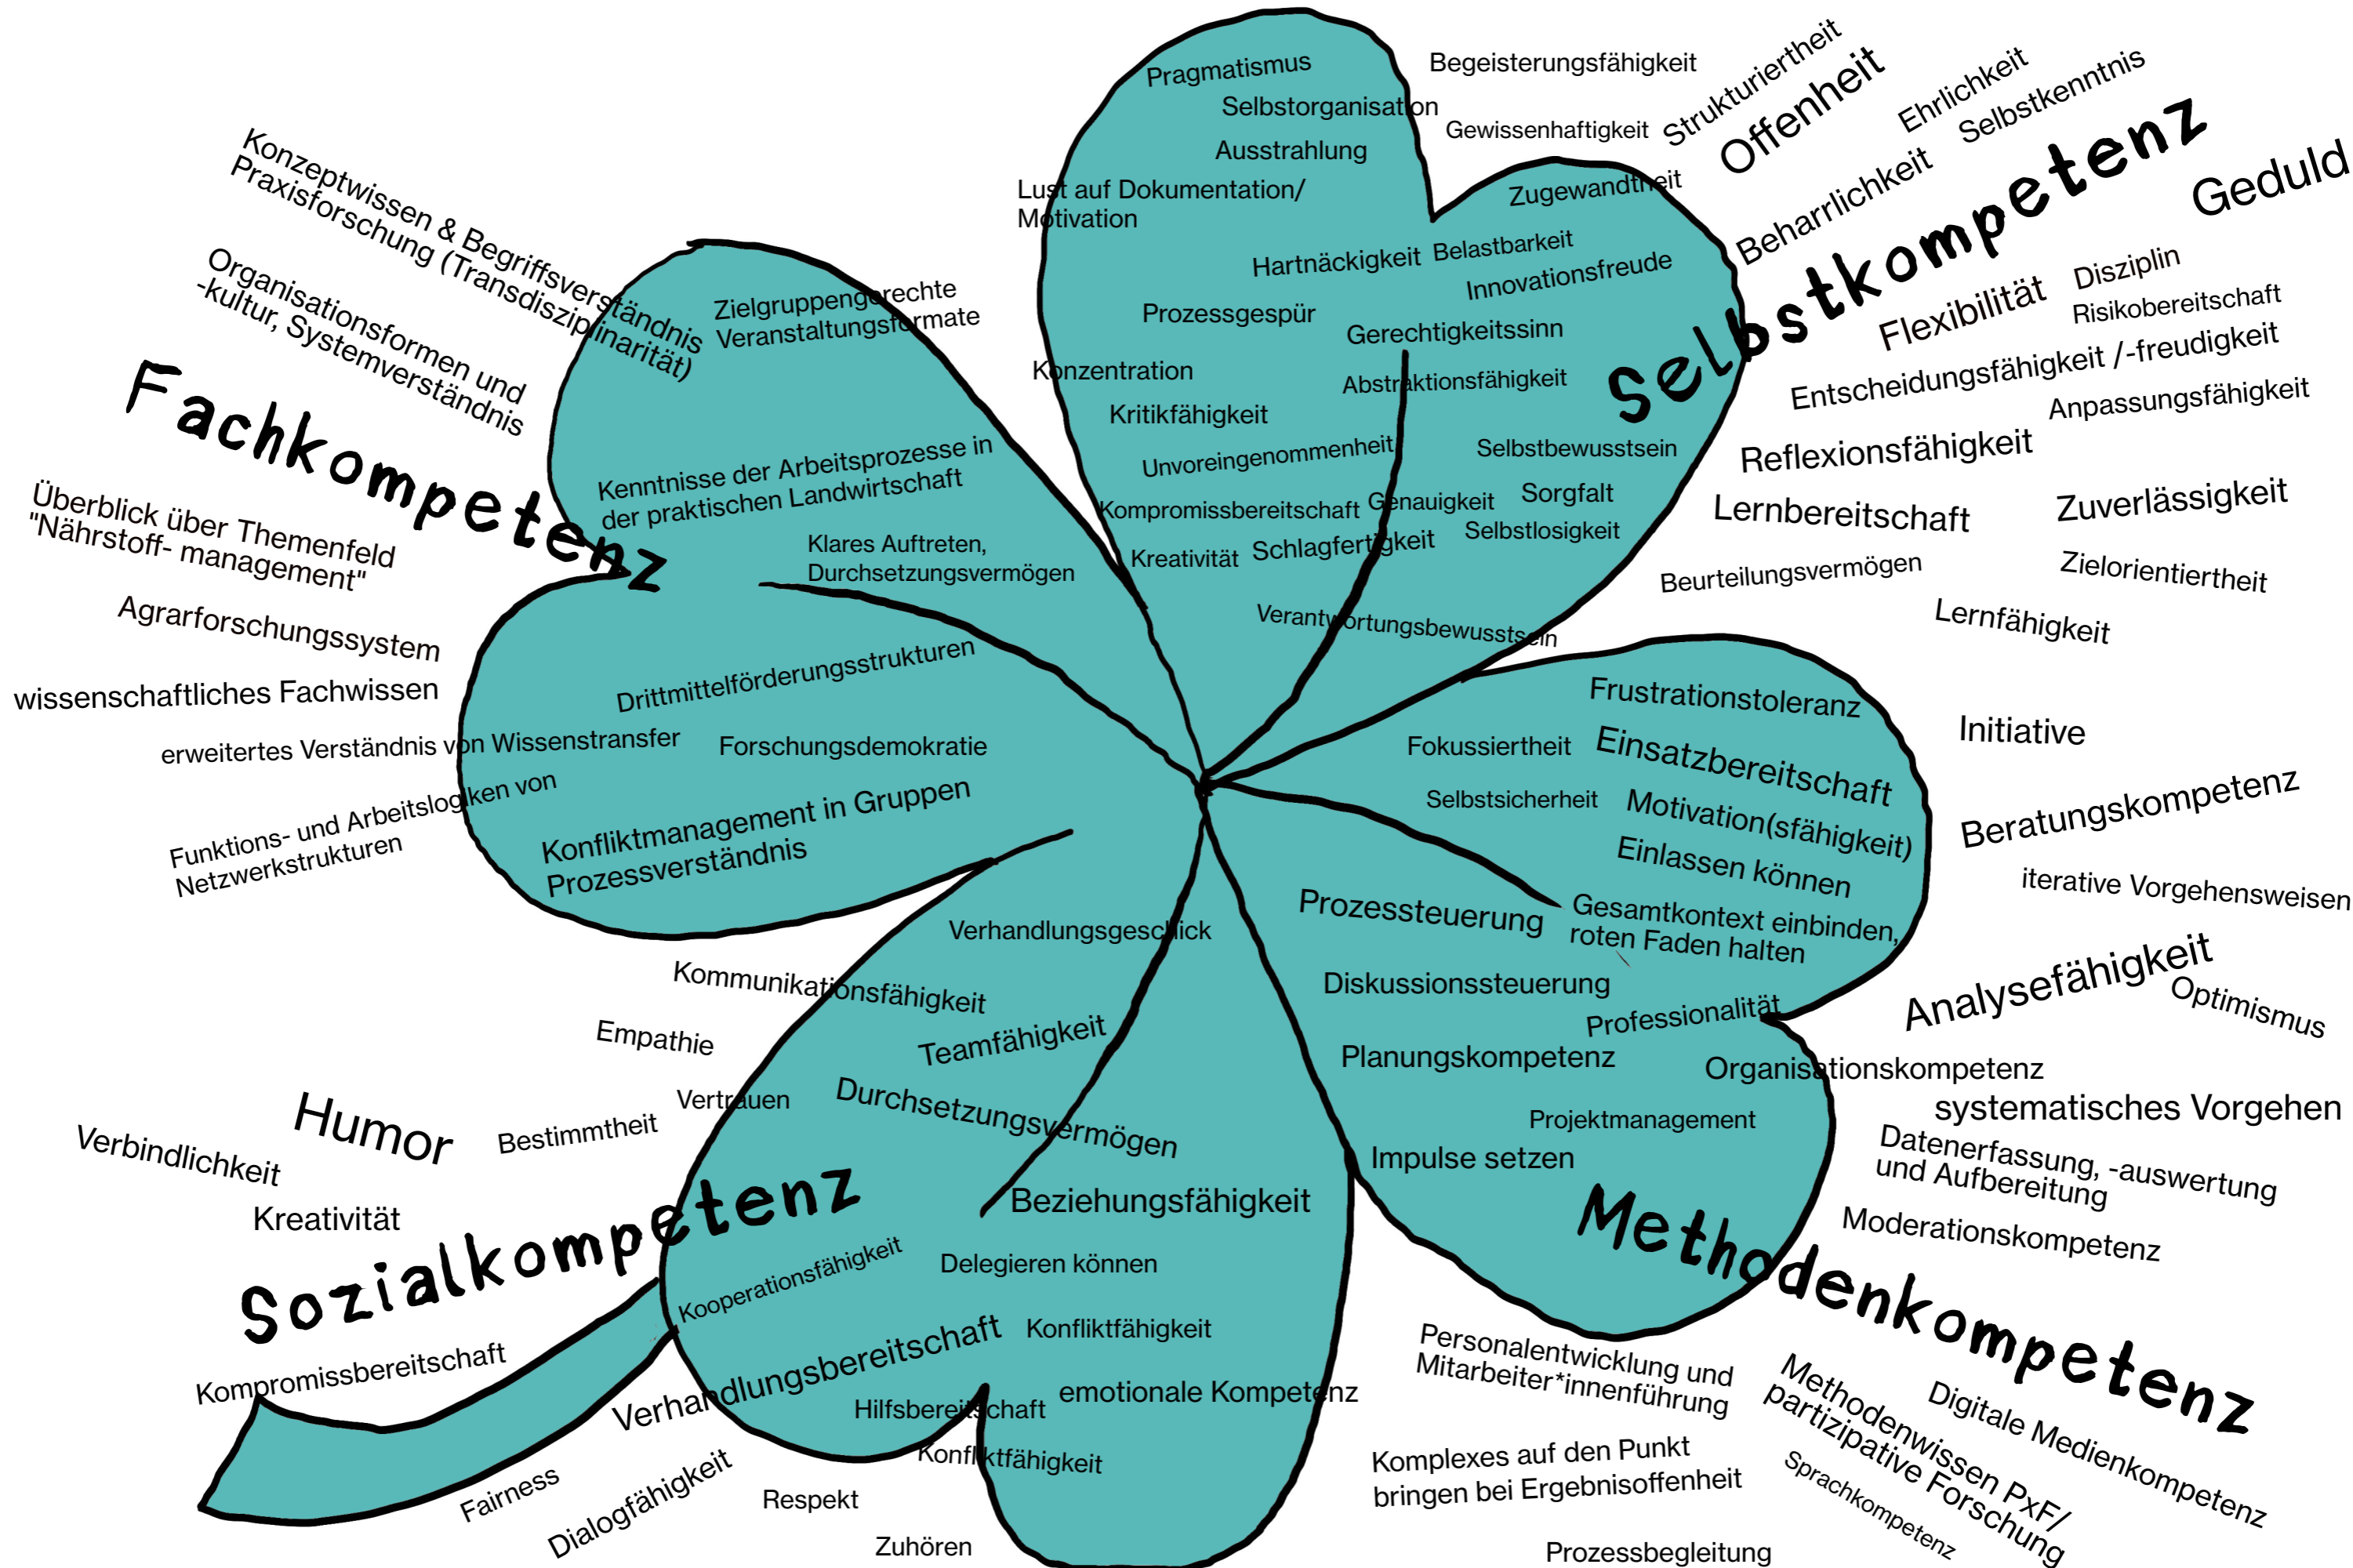 Pragmatismus
Selbstorganisation
Ausstrahlung
Lust auf Dokumentation/
Motivation
Begeisterungsfähigkeit
Gewissenhaftigkeit
Strukturiertheit
Offenheit
Ehrlichkeit
Selbstkenntnis
Beharrlichkeit
Selbstkompetenz
Geduld
Zugewandtheit
Hartnäckigkeit
Belastbarkeit
Innovationsfreude
Prozessgespür
Gerechtigkeitssinn
Konzentration
Abstraktionsfähigkeit
Kritikfähigkeit
Unvoreingenommenheit
Selbstbewusstsein
Kompromissbereitschaft
Genauigkeit
Sorgfalt
Selbstlosigkeit
Kreativität
Schlagfertigkeit
Verantwortungsbewusstsein
Flexibilität
Disziplin
Risikobereitschaft
Entscheidungsfähigkeit /-freudigkeit
Anpassungsfähigkeit
Reflexionsfähigkeit
Lernbereitschaft
Zuverlässigkeit
Beurteilungsvermögen
Zielorientiertheit
Lernfähigkeit
Initiative
Konzeptwissen & Begriffsverständnis
Praxisforschung (Transdisziplinarität)
Organisationsformen und
-kultur, Systemverständnis
Fachkompetenz
Zielgruppengerechte
Veranstaltungsformate
Kenntnisse der Arbeitsprozesse in
der praktischen Landwirtschaft
Klares Auftreten,
Durchsetzungsvermögen
Überblick über Themenfeld
"Nährstoff- management"
Agrarforschungssystem
wissenschaftliches Fachwissen
Drittmittelförderungsstrukturen
erweitertes Verständnis von Wissenstransfer
Forschungsdemokratie
Funktions- und Arbeitslogiken von
Netzwerkstrukturen
Konfliktmanagement in Gruppen
Prozessverständnis
Frustrationstoleranz
Fokussiertheit
Einsatzbereitschaft
Selbstsicherheit
Motivation(sfähigkeit)
Einlassen können
Prozessteuerung
Gesamtkontext einbinden,
roten Faden halten
Diskussionssteuerung
Professionalität
Planungskompetenz
Organisationskompetenz
Projektmanagement
Impulse setzen
Methodenkompetenz
Beratungskompetenz
iterative Vorgehensweisen
Analysefähigkeit
Optimismus
systematisches Vorgehen
Datenerfassung, -auswertung
und Aufbereitung
Moderationskompetenz
Personalentwicklung und
Mitarbeiter*innenführung
Methodenwissen PxF/
partizipative Forschung
Digitale Medienkompetenz
Sprachkompetenz
Komplexes auf den Punkt
bringen bei Ergebnisoffenheit
Prozessbegleitung
Verhandlungsgeschick
Kommunikationsfähigkeit
Empathie
Teamfähigkeit
Vertrauen
Durchsetzungsvermögen
Humor
Bestimmtheit
Verbindlichkeit
Kreativität
Sozialkompetenz
Beziehungsfähigkeit
Kooperationsfähigkeit
Delegieren können
Kompromissbereitschaft
Verhandlungsbereitschaft
Konfliktfähigkeit
emotionale Kompetenz
Hilfsbereitschaft
Konfliktfähigkeit
Fairness
Dialogfähigkeit
Respekt
Zuhören